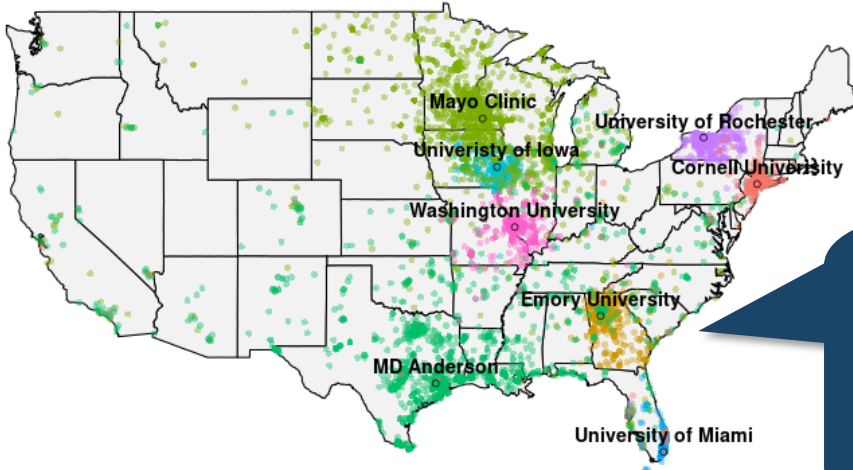 Mayo Clinic
University of Rochester
Univeristy of Iowa
Cornell University
Washington University
Emory University
MD Anderson
University of Miami